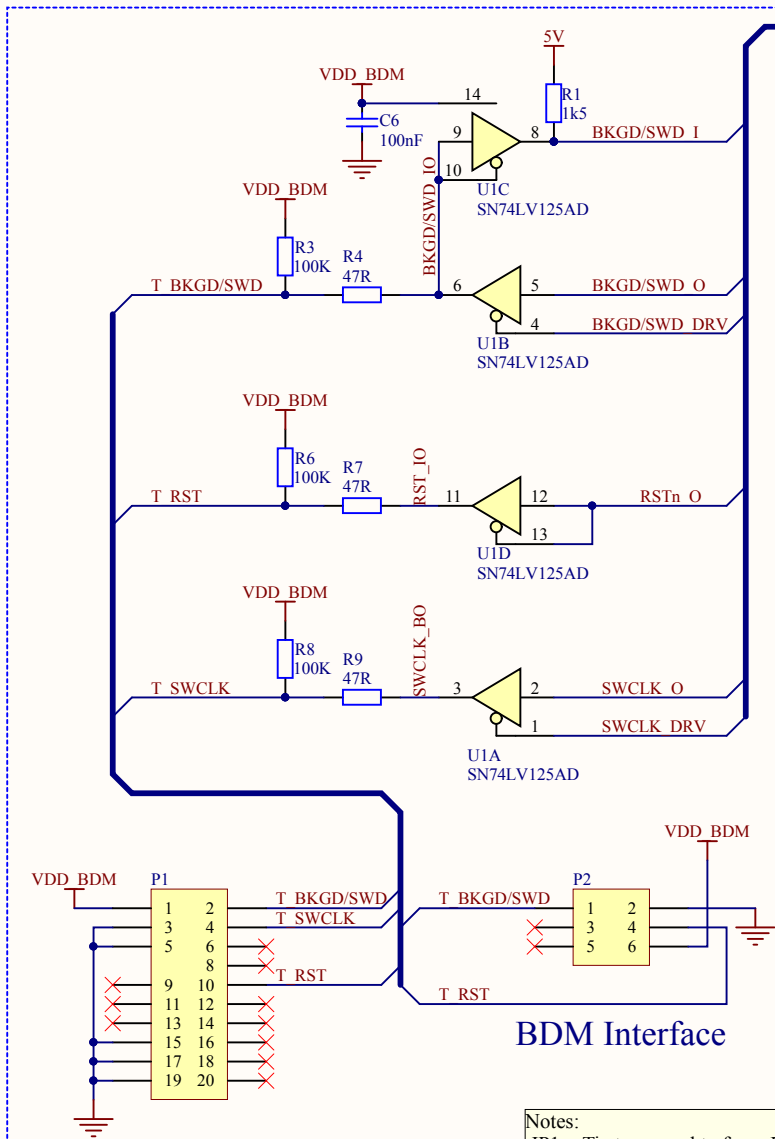 5V
VDD_BDM
14
R1
1k5
C6
100nF
9
8
BKGD/SWD_I
10
U1C
SN74LV125AD
BKGD/SWD_IO
VDD_BDM
R3
100K
R4
47R
T_BKGD/SWD
6
5
BKGD/SWD_O
4
BKGD/SWD_DRV
U1B
SN74LV125AD
VDD_BDM
R6
100K
R7
47R
RST_IO
T_RST
11
12
RSTn_O
13
U1D
SN74LV125AD
VDD_BDM
R8
100K
R9
47R
SWCLK_BO
T_SWCLK
3
2
SWCLK_O
1
SWCLK_DRV
U1A
SN74LV125AD
VDD_BDM
VDD_BDM
P1
1 2
3 4
5 6
8
9 10
11 12
13 14
15 16
17 18
19 20
T_BKGD/SWD
T_SWCLK
T_RST
T_BKGD/SWD
P2
1 2
3 4
5 6
T_RST
BDM Interface
Notes: